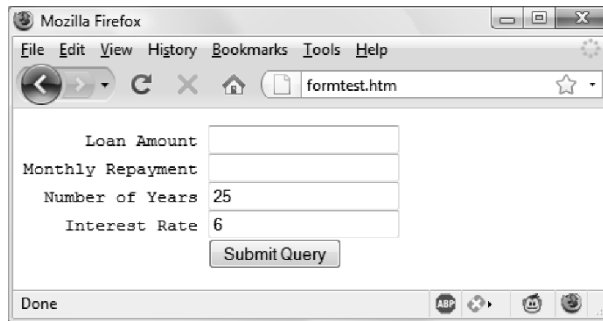 Mozilla Firefox
File Edit View History Bookmarks Tools Help
formtest.htm
Loan Amount
Monthly Repayment
Number of Years 25
Interest Rate 6
Submit Query
Done ABP